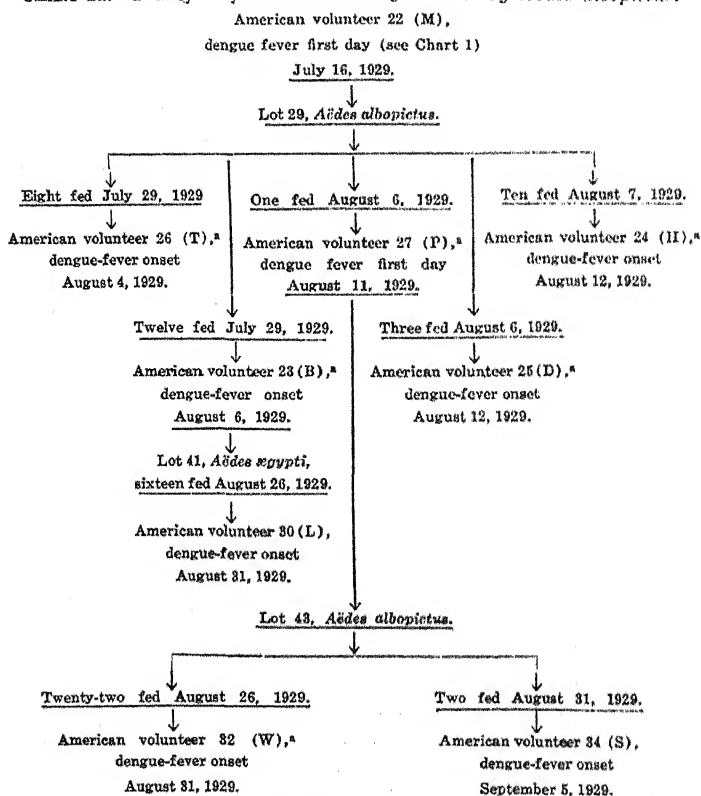 American volunteer 22 (M),
dengue fever first day (see Chart 1)
July 16, 1929.
Lot 29, Aëdes albopictus.
Eight fed July 29, 1929
American volunteer 26 (T),ª
dengue-fever onset
August 4, 1929.
One fed August 6, 1929.
American volunteer 27 (P),ª
dengue fever first day
August 11, 1929.
Ten fed August 7, 1929.
American volunteer 24 (H),ª
dengue-fever onset
August 12, 1929.
Twelve fed July 29, 1929.
American volunteer 23 (B),ª
dengue-fever onset
August 6, 1929.
Lot 41, Aëdes ægypti,
sixteen fed August 26, 1929.
American volunteer 30 (L),
dengue-fever onset
August 31, 1929.
Three fed August 6, 1929.
American volunteer 25 (D),ª
dengue-fever onset
August 12, 1929.
Lot 43, Aëdes albopictus.
Twenty-two fed August 26, 1929.
American volunteer 32 (W),ª
dengue-fever onset
August 31, 1929.
Two fed August 31, 1929.
American volunteer 34 (S),
dengue-fever onset
September 5, 1929.